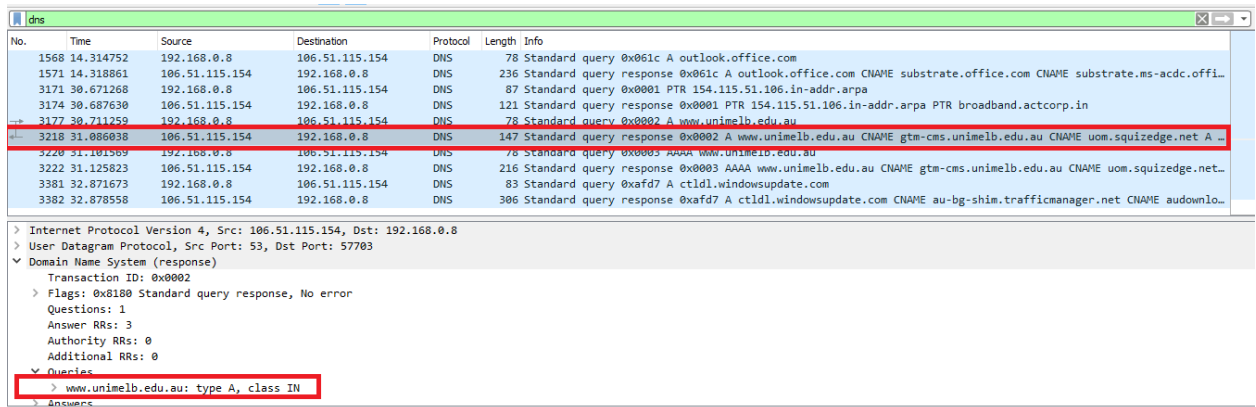 dns
No. Time Source Destination Protocol Length Info
1568 14.314752 192.168.0.8 106.51.115.154 DNS 78 Standard query 0x061c A outlook.office.com
1571 14.318861 106.51.115.154 192.168.0.8 DNS 236 Standard query response 0x061c A outlook.office.com CNAME substrate.office.com CNAME substrate.ms-acdc.offi…
3171 30.671268 192.168.0.8 106.51.115.154 DNS 87 Standard query 0x0001 PTR 154.115.51.106.in-addr.arpa
3174 30.687630 106.51.115.154 192.168.0.8 DNS 121 Standard query response 0x0001 PTR 154.115.51.106.in-addr.arpa PTR broadband.actcorp.in
3177 30.711259 192.168.0.8 106.51.115.154 DNS 78 Standard query 0x0002 A www.unimelb.edu.au
3218 31.086038 106.51.115.154 192.168.0.8 DNS 147 Standard query response 0x0002 A www.unimelb.edu.au CNAME gtm-cms.unimelb.edu.au CNAME uom.squizedge.net A …
3220 31.101569 192.168.0.8 106.51.115.154 DNS 78 Standard query 0x0003 AAAA www.unimelb.edu.au
3222 31.125823 106.51.115.154 192.168.0.8 DNS 216 Standard query response 0x0003 AAAA www.unimelb.edu.au CNAME gtm-cms.unimelb.edu.au CNAME uom.squizedge.net…
3381 32.871673 192.168.0.8 106.51.115.154 DNS 83 Standard query 0xafd7 A ctldl.windowsupdate.com
3382 32.878558 106.51.115.154 192.168.0.8 DNS 306 Standard query response 0xafd7 A ctldl.windowsupdate.com CNAME au-bg-shim.trafficmanager.net CNAME audownlo…
Internet Protocol Version 4, Src: 106.51.115.154, Dst: 192.168.0.8
User Datagram Protocol, Src Port: 53, Dst Port: 57703
Domain Name System (response)
Transaction ID: 0x0002
Flags: 0x8180 Standard query response, No error
Questions: 1
Answer RRs: 3
Authority RRs: 0
Additional RRs: 0
Queries
www.unimelb.edu.au: type A, class IN
Answers